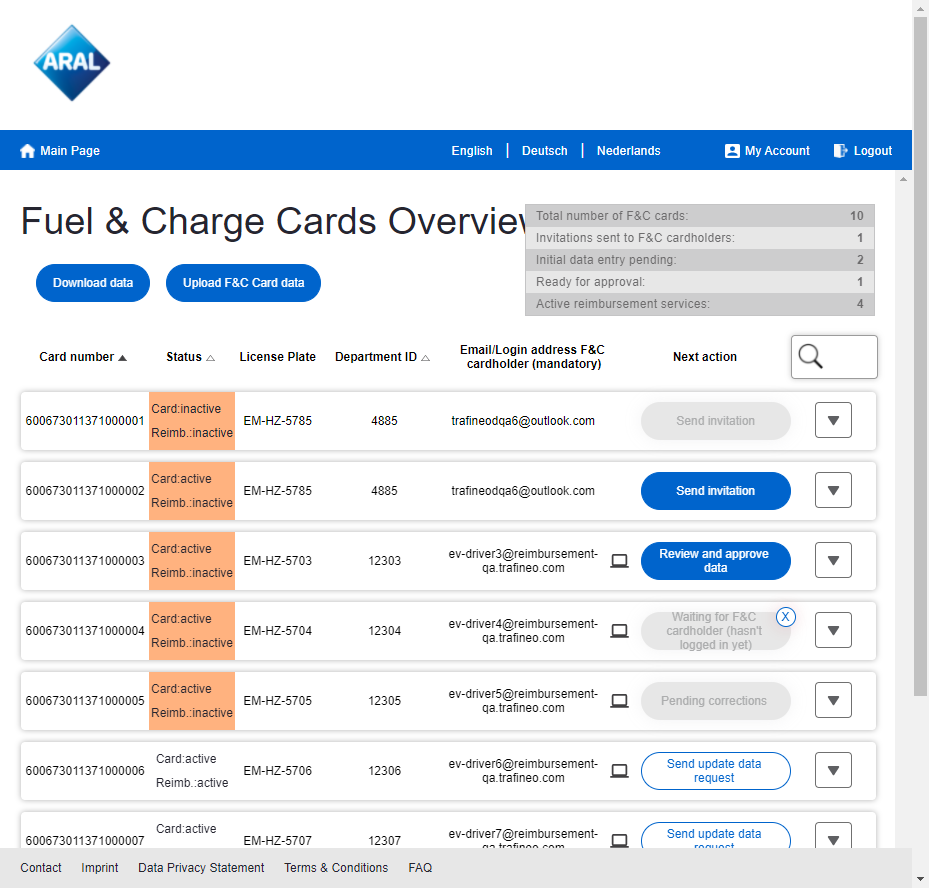 ARAL
Main Page
English
Deutsch
Nederlands
My Account
Logout
Fuel & Charge Cards Overview
Total number of F&C cards: 10
Invitations sent to F&C cardholders: 1
Initial data entry pending: 2
Ready for approval: 1
Active reimbursement services: 4
Download data
Upload F&C Card data
Card number ▲
Status △
License Plate
Department ID △
Email/Login address F&C
cardholder (mandatory)
Next action
600673011371000001
Card:inactive
Reimb.:inactive
EM-HZ-5785
4885
trafineodqa6@outlook.com
Send invitation
▼
600673011371000002
Card:active
Reimb.:inactive
EM-HZ-5785
4885
trafineodqa6@outlook.com
Send invitation
▼
600673011371000003
Card:active
Reimb.:inactive
EM-HZ-5703
12303
ev-driver3@reimbursement-
qa.trafineo.com
Review and approve
data
▼
600673011371000004
Card:active
Reimb.:inactive
EM-HZ-5704
12304
ev-driver4@reimbursement-
qa.trafineo.com
Waiting for F&C
cardholder (hasn't
logged in yet)
X
▼
600673011371000005
Card:active
Reimb.:inactive
EM-HZ-5705
12305
ev-driver5@reimbursement-
qa.trafineo.com
Pending corrections
▼
600673011371000006
Card:active
Reimb.:active
EM-HZ-5706
12306
ev-driver6@reimbursement-
qa.trafineo.com
Send update data
request
▼
600673011371000007
Card:active
EM-HZ-5707
12307
ev-driver7@reimbursement-
qa.trafineo.com
Send update data
request
▼
Contact
Imprint
Data Privacy Statement
Terms & Conditions
FAQ